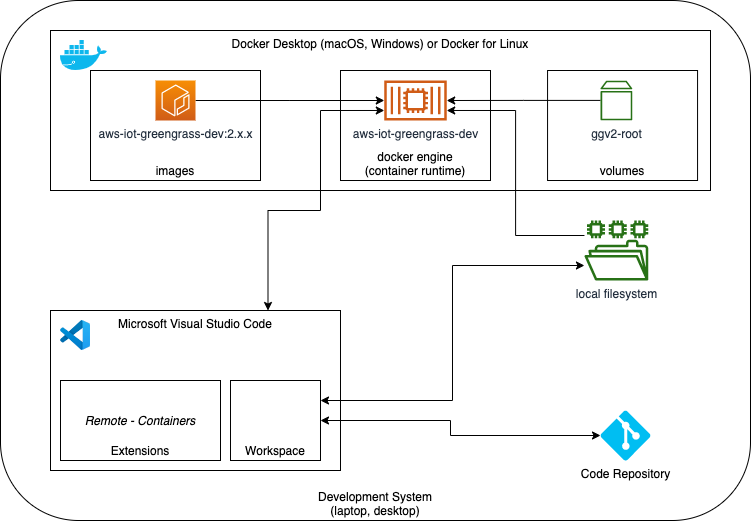 Docker Desktop (macOS, Windows) or Docker for Linux
aws-iot-greengrass-dev:2.x.x
images
aws-iot-greengrass-dev
docker engine
(container runtime)
ggv2-root
volumes
local filesystem
Microsoft Visual Studio Code
Remote - Containers
Extensions
Workspace
Code Repository
Development System
(laptop, desktop)